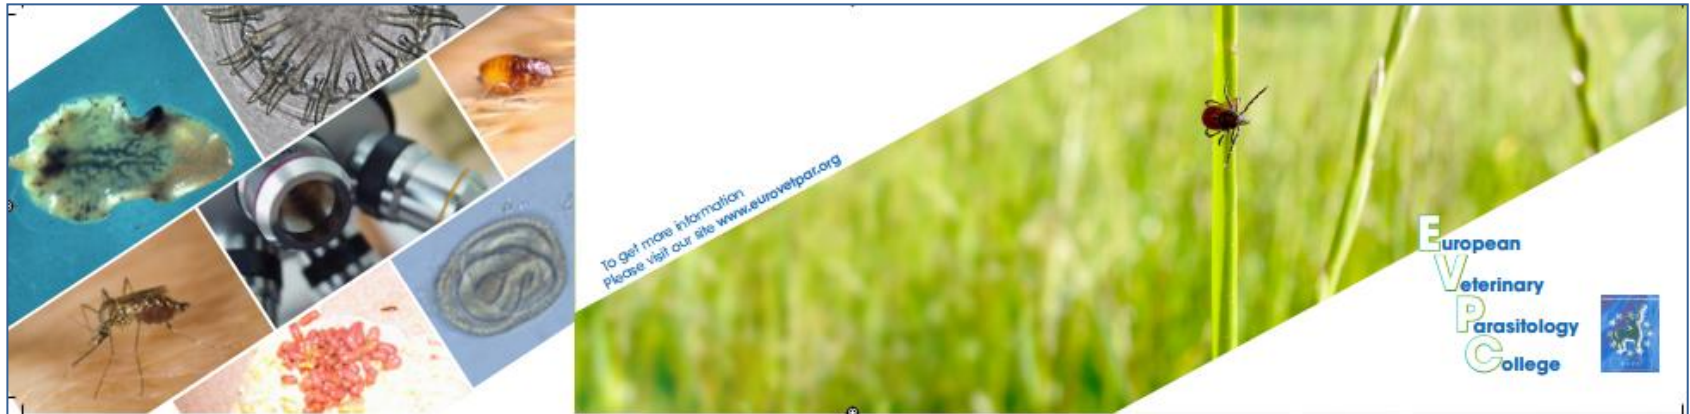 To get more information
Please visit our site www.eurovetpar.org
European
Veterinary
Parasitology
College